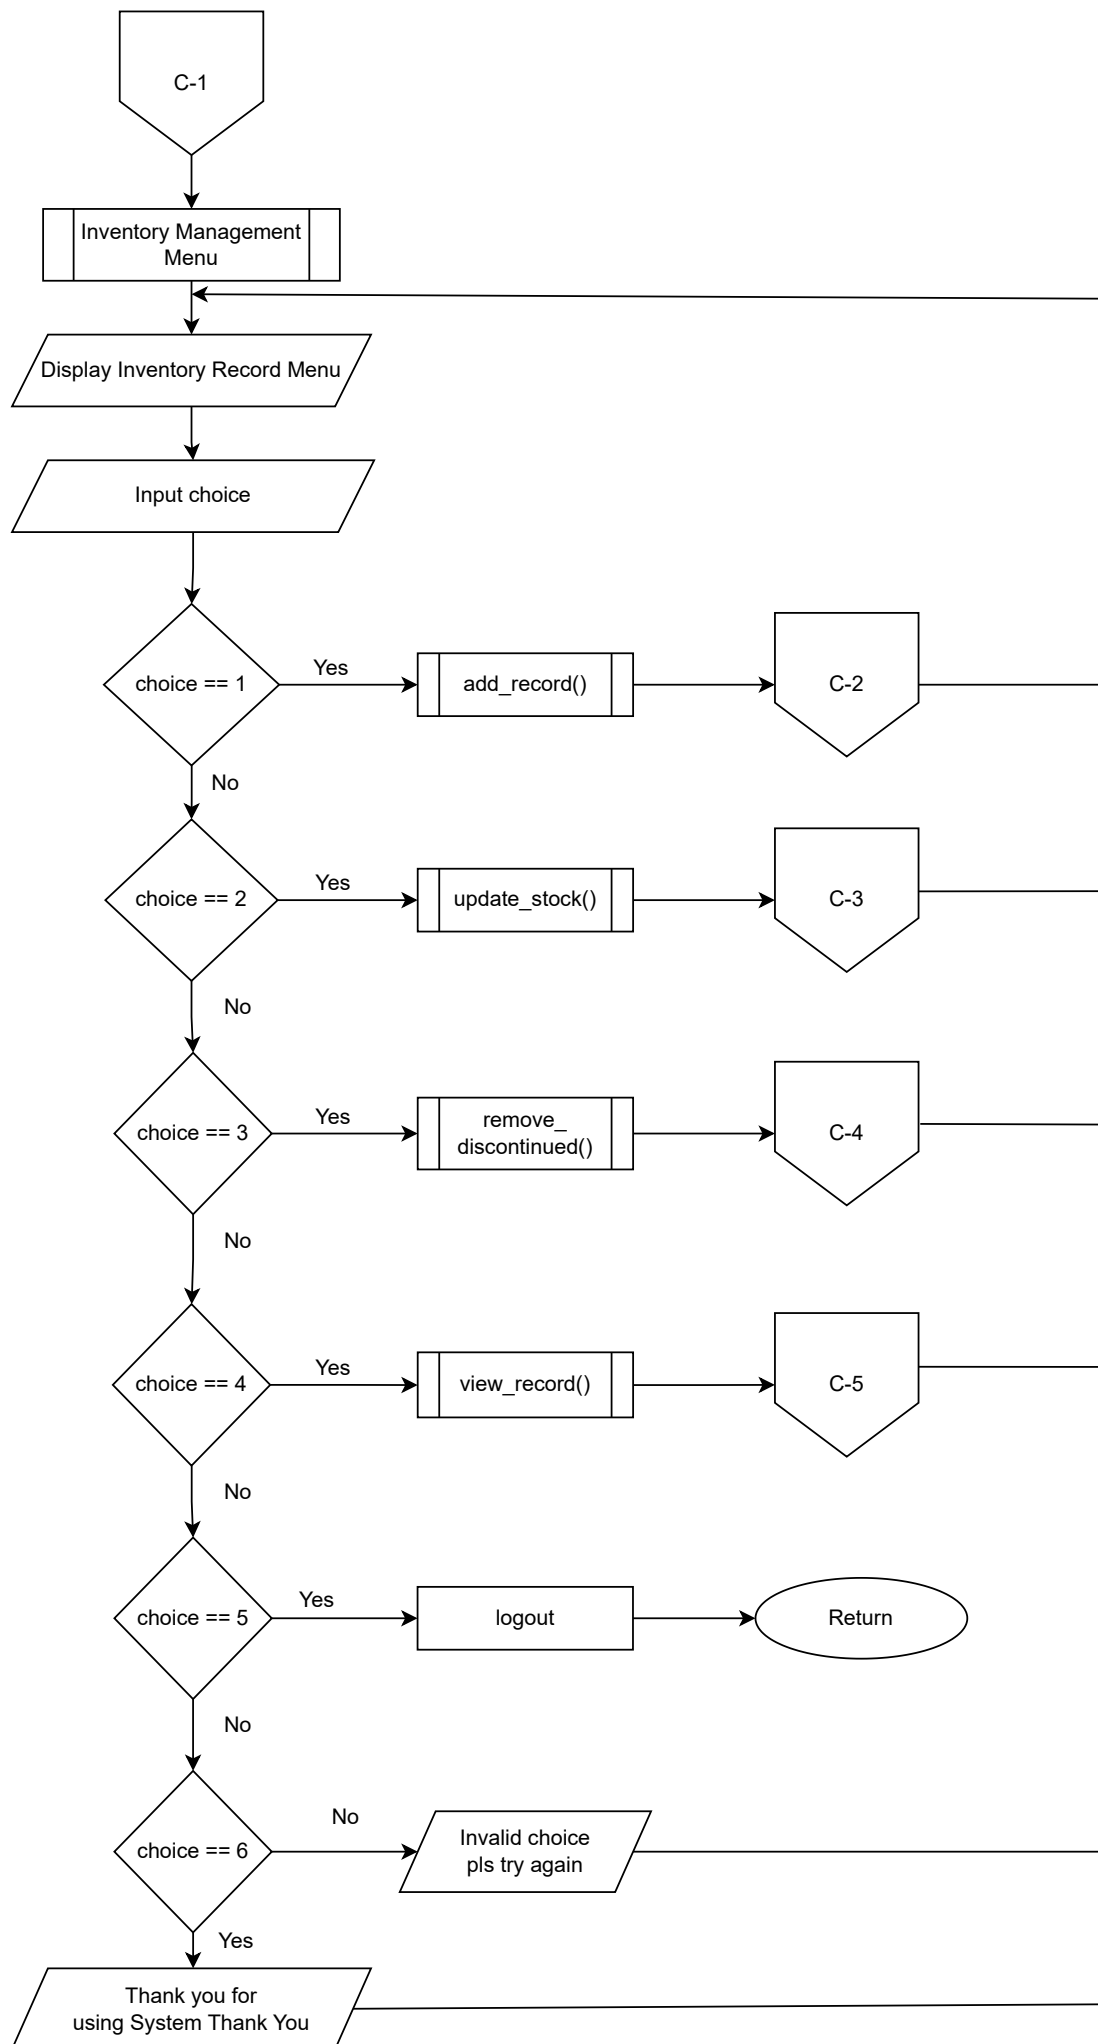 C-1
Inventory Management
Menu
Display Inventory Record Menu
Input choice
choice == 1
Yes
add_record()
C-2
No
choice == 2
Yes
update_stock()
C-3
No
choice == 3
Yes
remove_
discontinued()
C-4
No
choice == 4
Yes
view_record()
C-5
No
choice == 5
Yes
logout
Return
No
choice == 6
No
Invalid choice
pls try again
Yes
Thank you for
using System Thank You